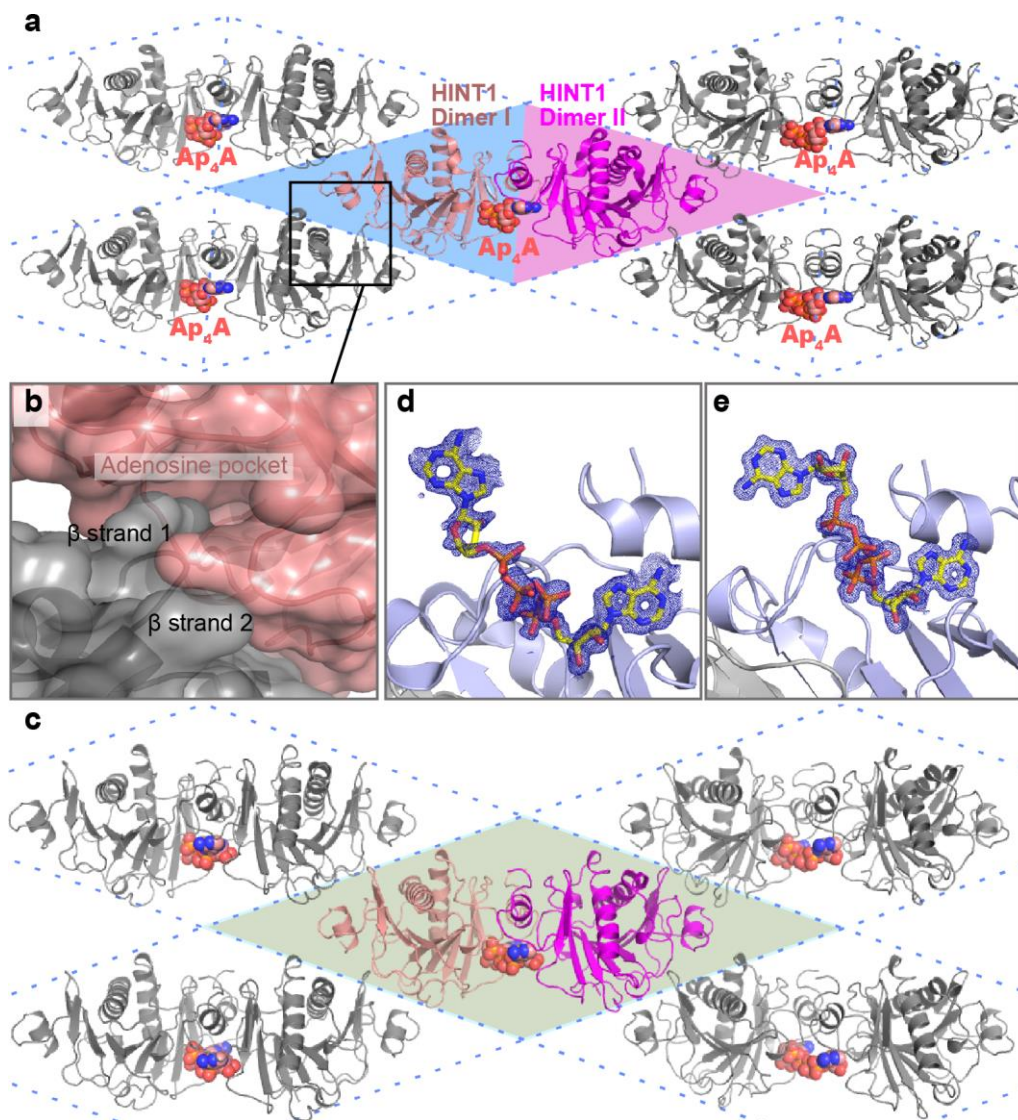 a
HINT1 HINT1
Dimer I Dimer II
Ap₄A
Ap₄A
Ap₄A
Ap₄A
Ap₄A
b
Adenosine pocket
β strand 1
β strand 2
d
e
c